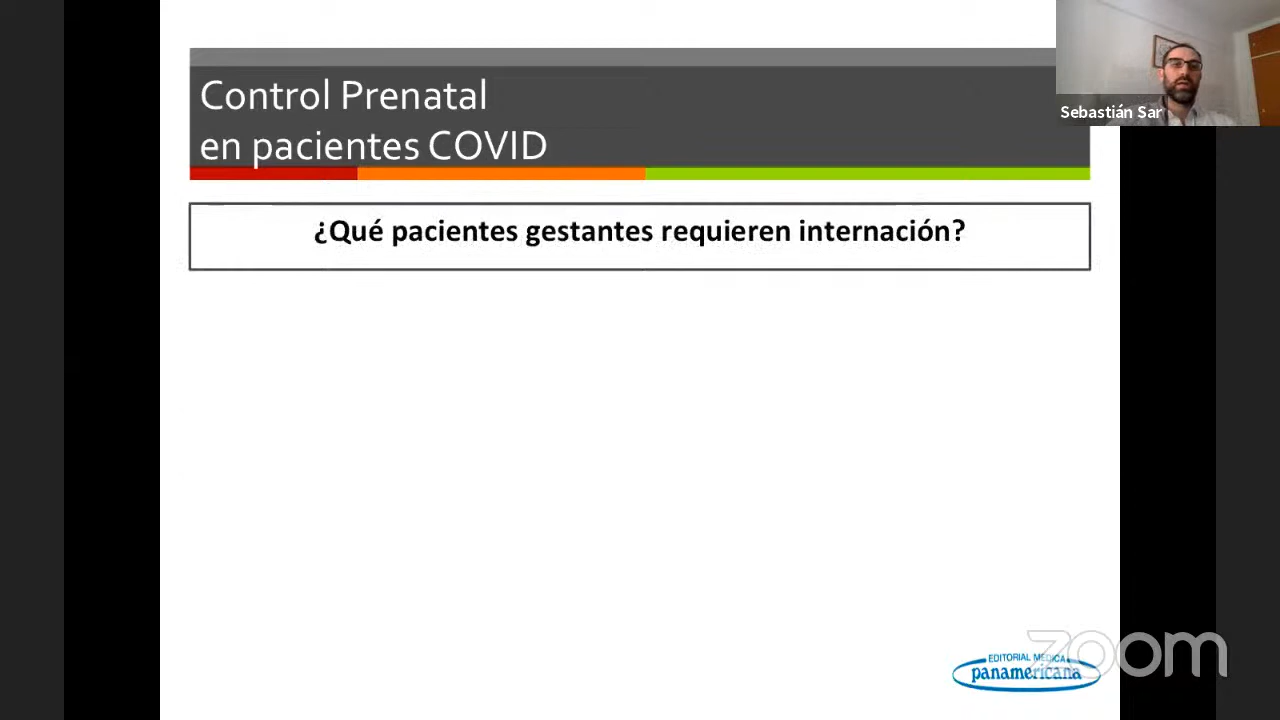 Control Prenatal
en pacientes COVID
Sebastián Sar
¿Qué pacientes gestantes requieren internación?
EDITORIAL MEDICA
panamericana
zoom